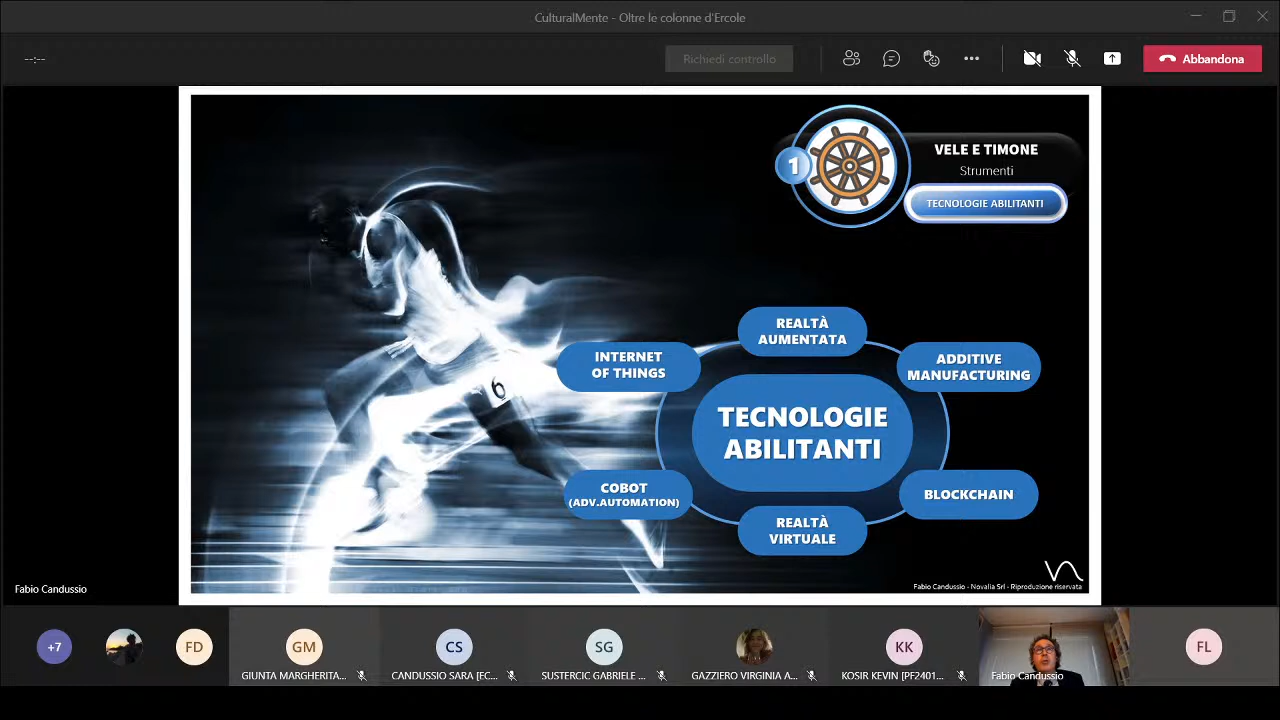 CulturalMente - Oltre le colonne d'Ercole
--:--
Richiedi controllo
Abbandona
1
VELE E TIMONE
Strumenti
TECNOLOGIE ABILITANTI
REALTÀ
AUMENTATA
INTERNET
OF THINGS
ADDITIVE
MANUFACTURING
TECNOLOGIE
ABILITANTI
COBOT
(ADV.AUTOMATION)
BLOCKCHAIN
REALTÀ
VIRTUALE
6
Fabio Candussio - Novalia Srl - Riproduzione riservata
Fabio Candussio
+7
FD
GM
GIUNTA MARGHERITA...
CS
CANDUSSIO SARA [EC...
SG
SUSTERCIC GABRIELE ...
GAZZIERO VIRGINIA A...
KK
KOSIR KEVIN [PF2401...
Fabio Candussio
FL